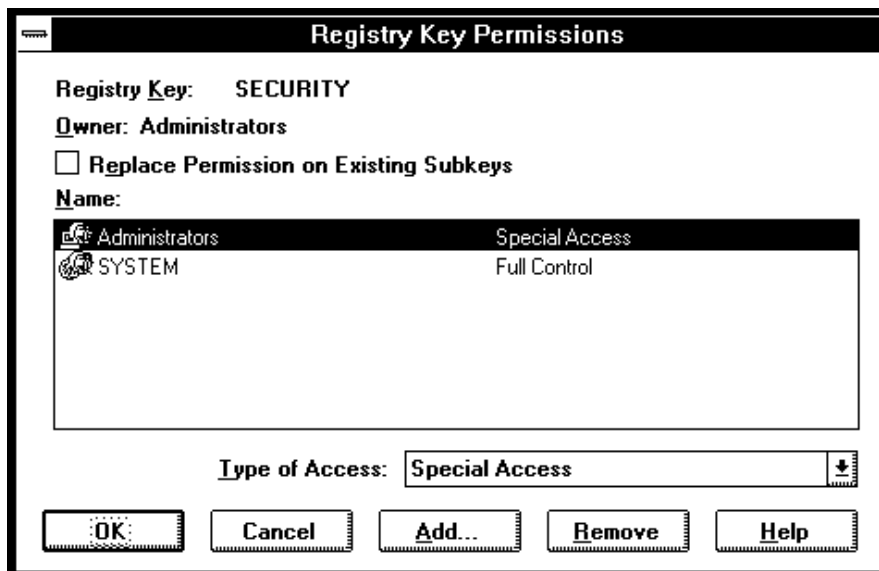 Registry Key Permissions
Registry Key: SECURITY
Owner: Administrators
Replace Permission on Existing Subkeys
Name:
Administrators Special Access
SYSTEM Full Control
Type of Access: Special Access
OK Cancel Add... Remove Help